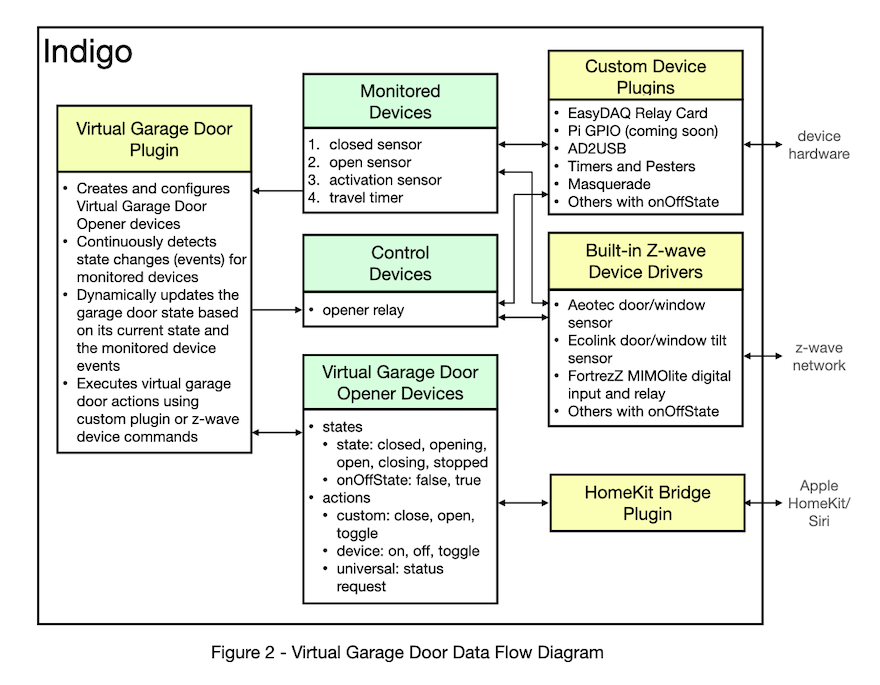 Indigo
Virtual Garage Door
Plugin
• Creates and configures
Virtual Garage Door
Opener devices
• Continuously detects
state changes (events) for
monitored devices
• Dynamically updates the
garage door state based
on its current state and
the monitored device
events
• Executes virtual garage
door actions using
custom plugin or z-wave
device commands
Monitored
Devices
1. closed sensor
2. open sensor
3. activation sensor
4. travel timer
Control
Devices
• opener relay
Virtual Garage Door
Opener Devices
• states
• state: closed, opening,
open, closing, stopped
• onOffState: false, true
• actions
• custom: close, open,
toggle
• device: on, off, toggle
• universal: status
request
Custom Device
Plugins
• EasyDAQ Relay Card
• Pi GPIO (coming soon)
• AD2USB
• Timers and Pesters
• Masquerade
• Others with onOffState
Built-in Z-wave
Device Drivers
• Aeotec door/window
sensor
• Ecolink door/window tilt
sensor
• FortrezZ MIMOlite digital
input and relay
• Others with onOffState
HomeKit Bridge
Plugin
device
hardware
z-wave
network
Apple
HomeKit/
Siri
Figure 2 - Virtual Garage Door Data Flow Diagram